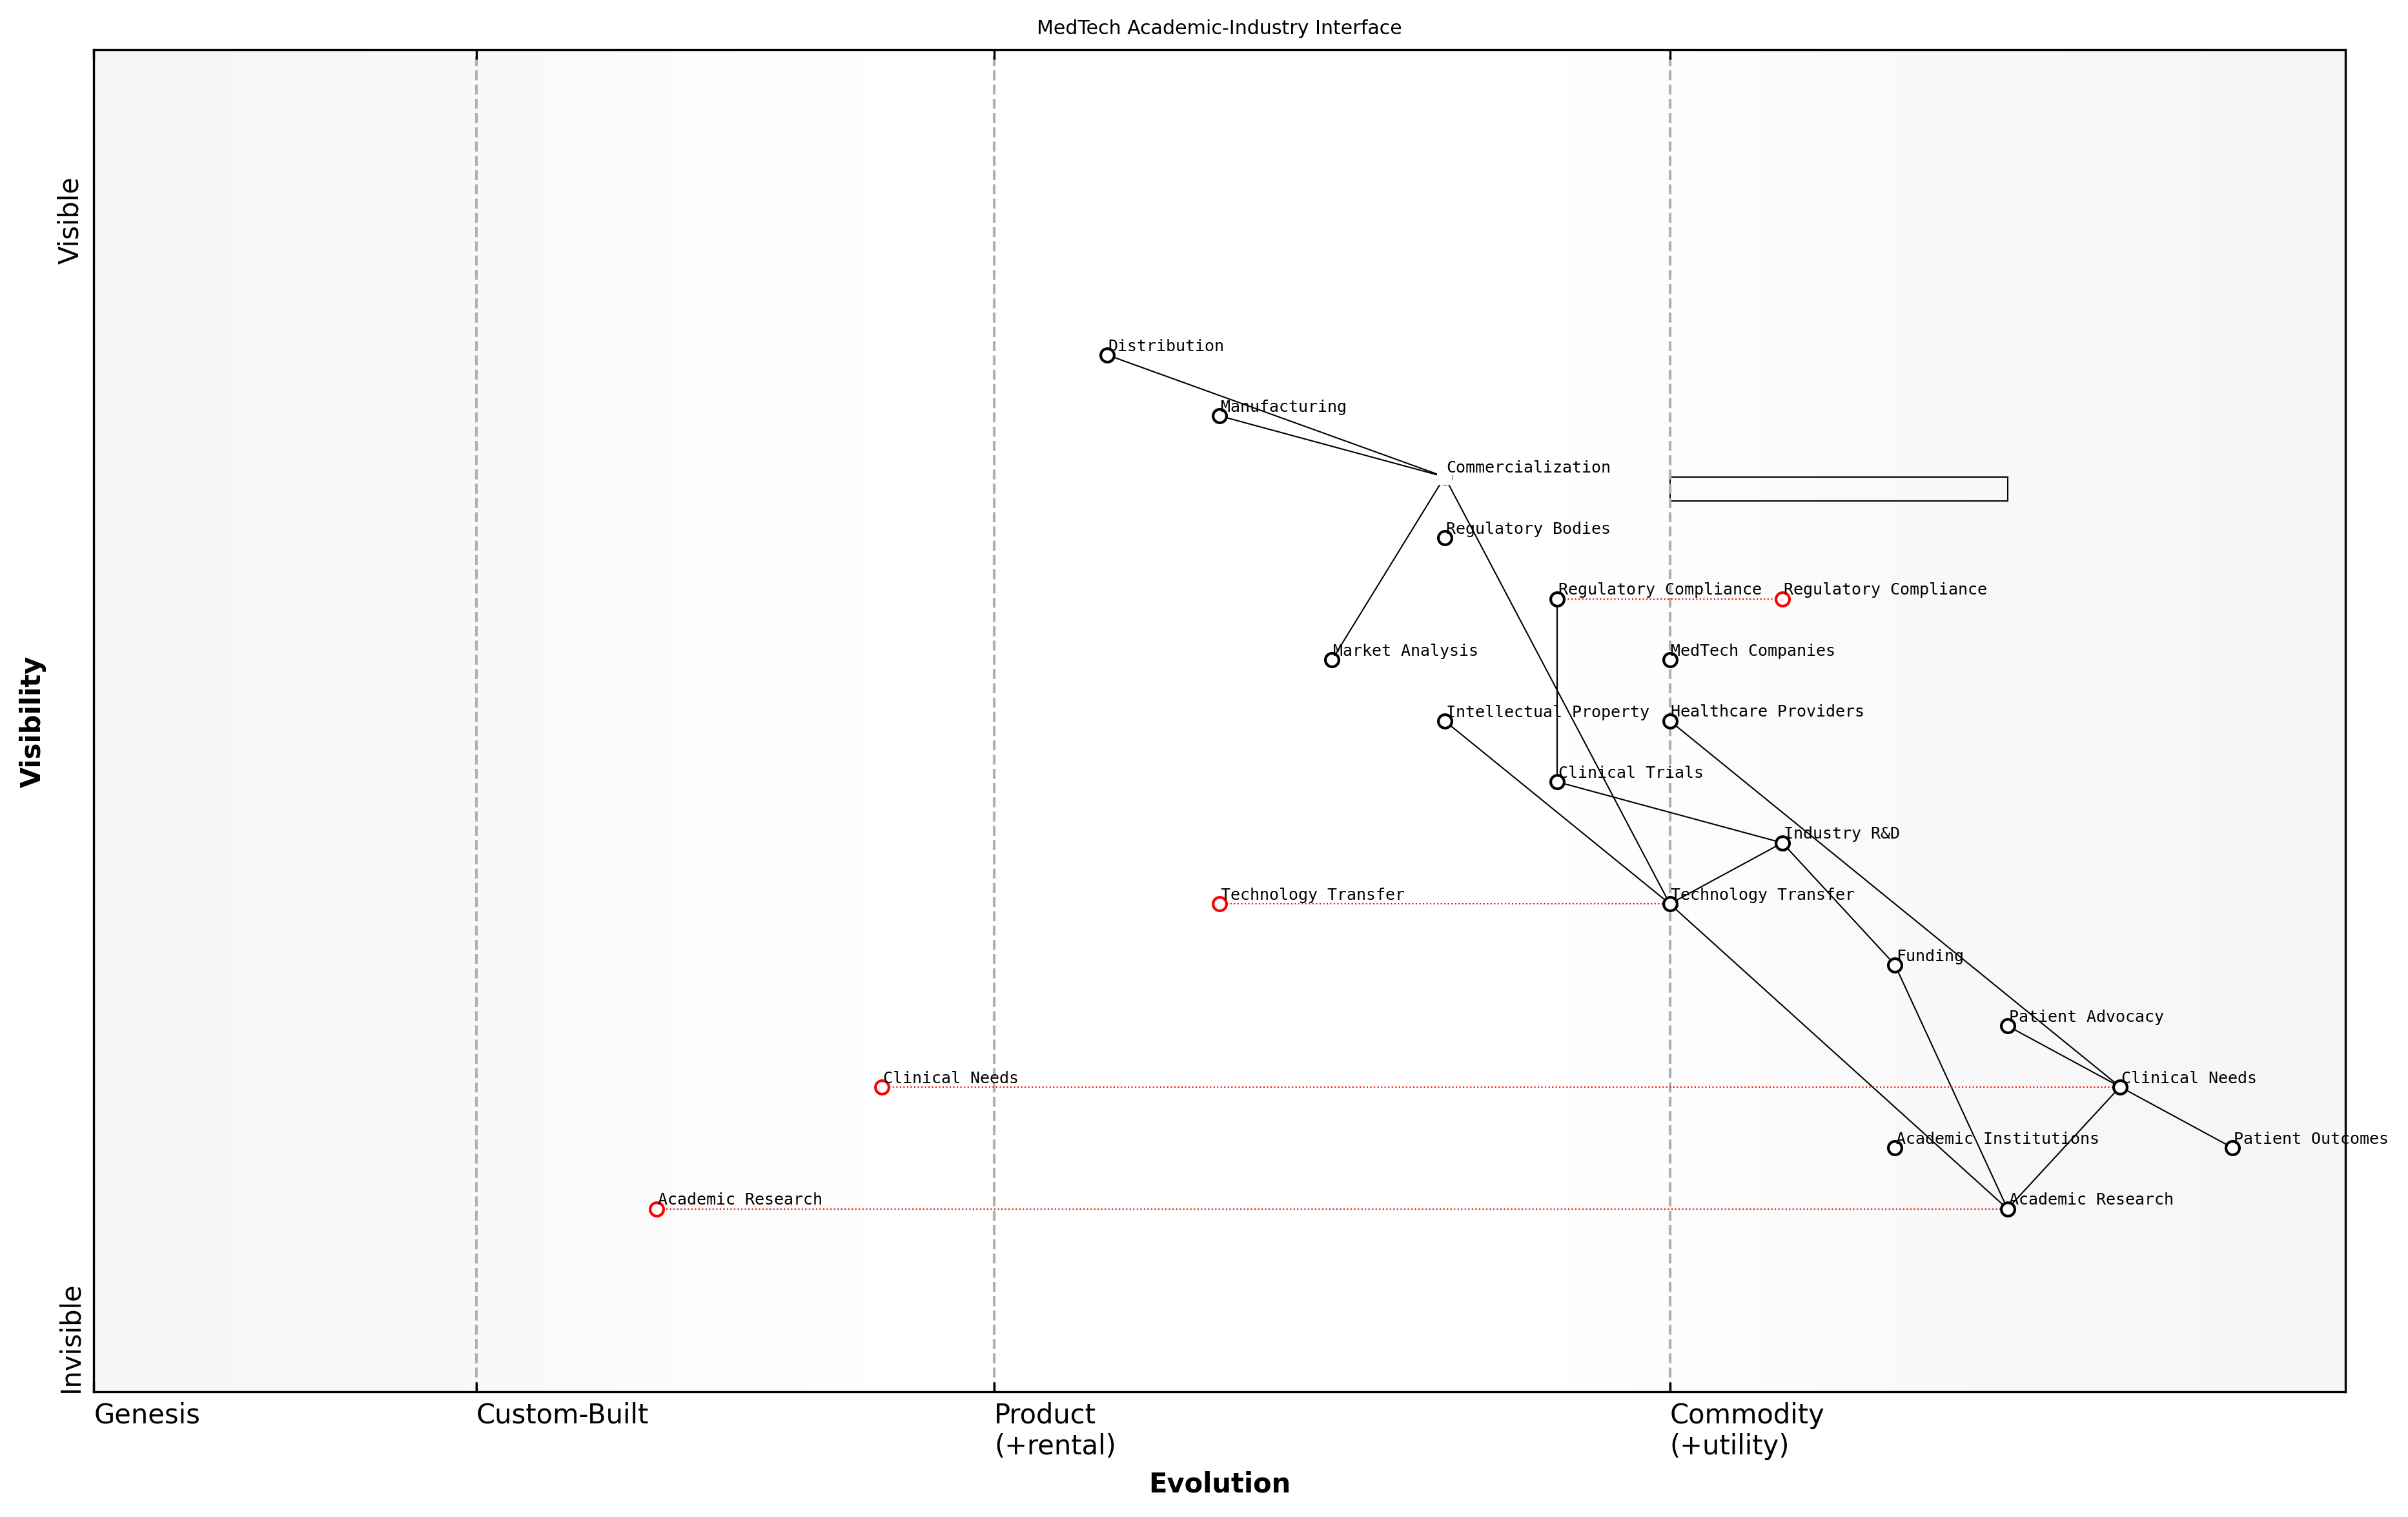 MedTech Academic-Industry Interface
Visible
Distribution
Manufacturing
Commercialization
Regulatory Bodies
Regulatory Compliance
Regulatory Compliance
Market Analysis
MedTech Companies
Visibility
Intellectual Property
Healthcare Providers
Clinical Trials
Industry R&D
Technology Transfer
Technology Transfer
Funding
Patient Advocacy
Clinical Needs
Clinical Needs
Academic Institutions
Patient Outcomes
Academic Research
Academic Research
Invisible
Genesis
Custom-Built
Product
(+rental)
Commodity
(+utility)
Evolution